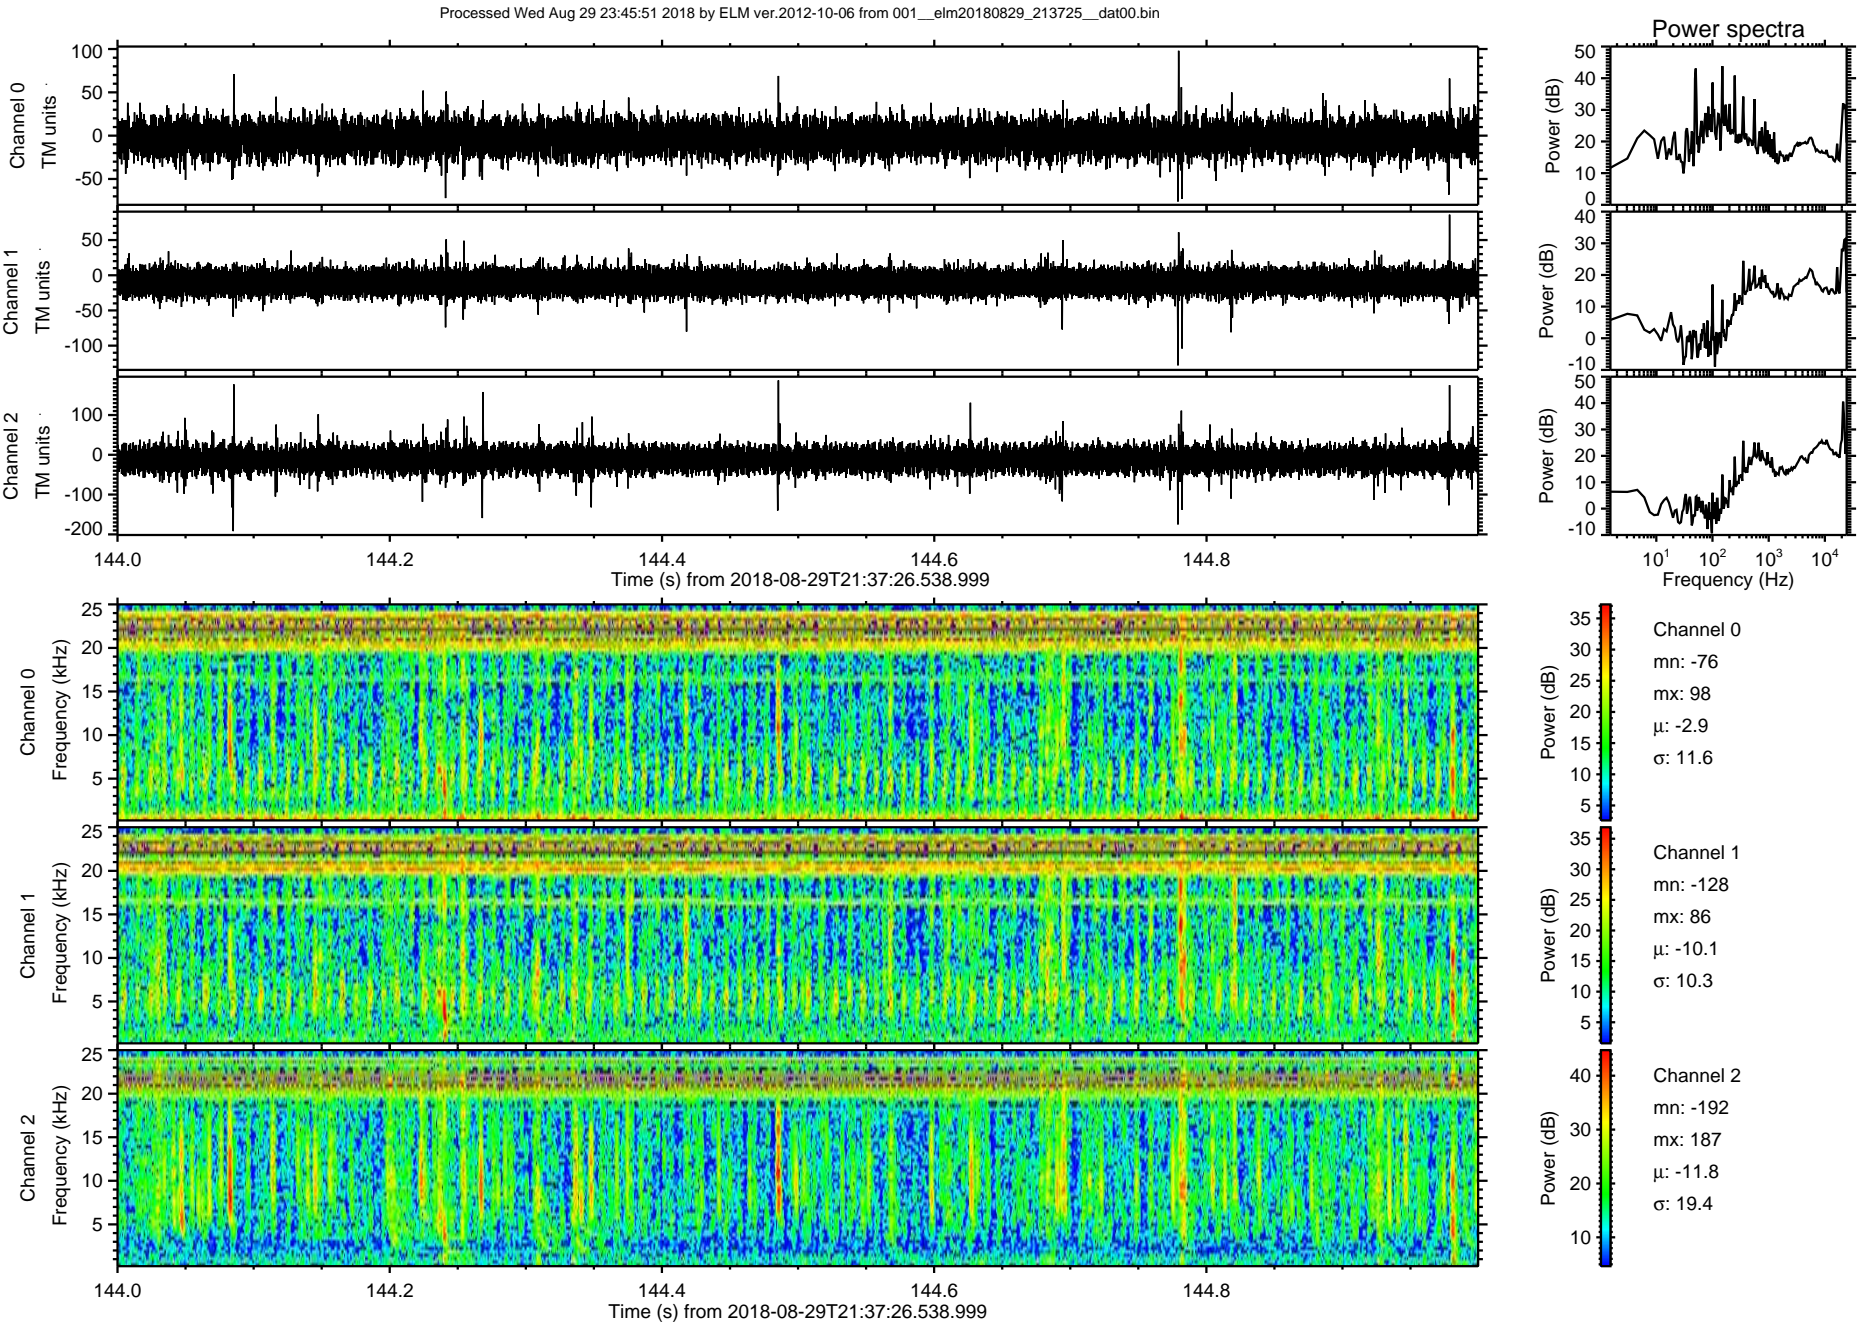 Processed Wed Aug 29 23:45:51 2018 by ELM ver.2012-10-06 from 001__elm20180829_213725__dat00.bin
Power spectra
Channel 0
TM units
100
50
0
-50
Power (dB)
50
40
30
20
10
0
Channel 1
TM units
50
0
-50
-100
Power (dB)
40
30
20
10
0
-10
Channel 2
TM units
100
0
-100
-200
Power (dB)
50
40
30
20
10
0
-10
144.0 144.2 144.4 144.6 144.8
Time (s) from 2018-08-29T21:37:26.538.999
10^1 10^2 10^3 10^4
Frequency (Hz)
Channel 0
Frequency (kHz)
25
20
15
10
5
Power (dB)
35
30
25
20
15
10
5
Channel 0
mn: -76
mx: 98
μ: -2.9
σ: 11.6
Channel 1
Frequency (kHz)
25
20
15
10
5
Power (dB)
35
30
25
20
15
10
5
Channel 1
mn: -128
mx: 86
μ: -10.1
σ: 10.3
Channel 2
Frequency (kHz)
25
20
15
10
5
Power (dB)
40
30
20
10
Channel 2
mn: -192
mx: 187
μ: -11.8
σ: 19.4
144.0 144.2 144.4 144.6 144.8
Time (s) from 2018-08-29T21:37:26.538.999